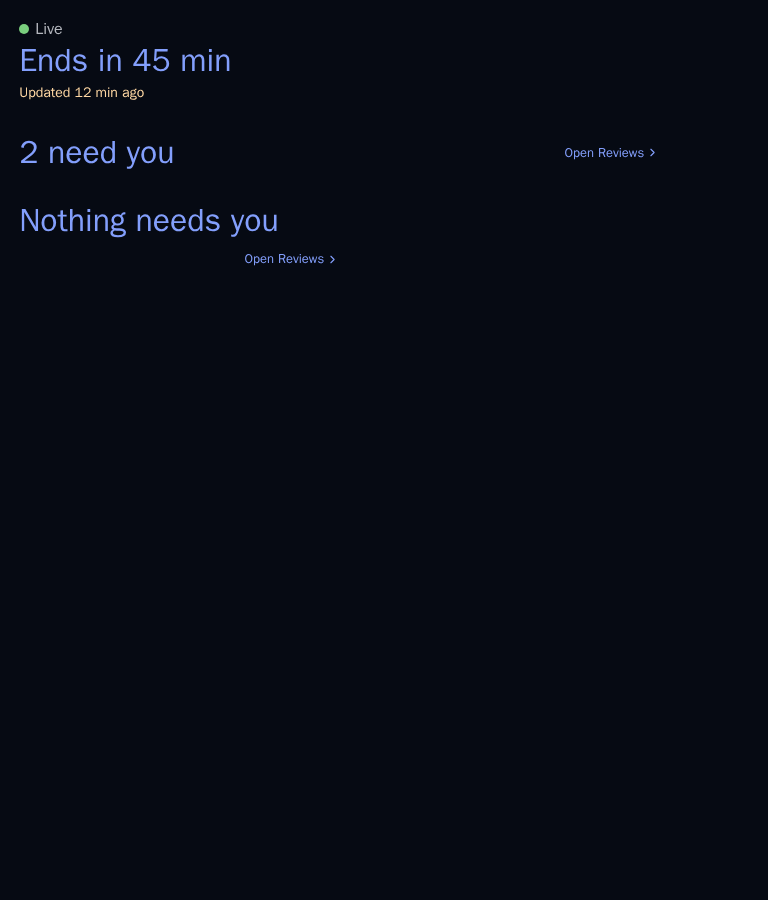 Live
Ends in 45 min
Updated 12 min ago
2 need you
Open Reviews
Nothing needs you
Open Reviews